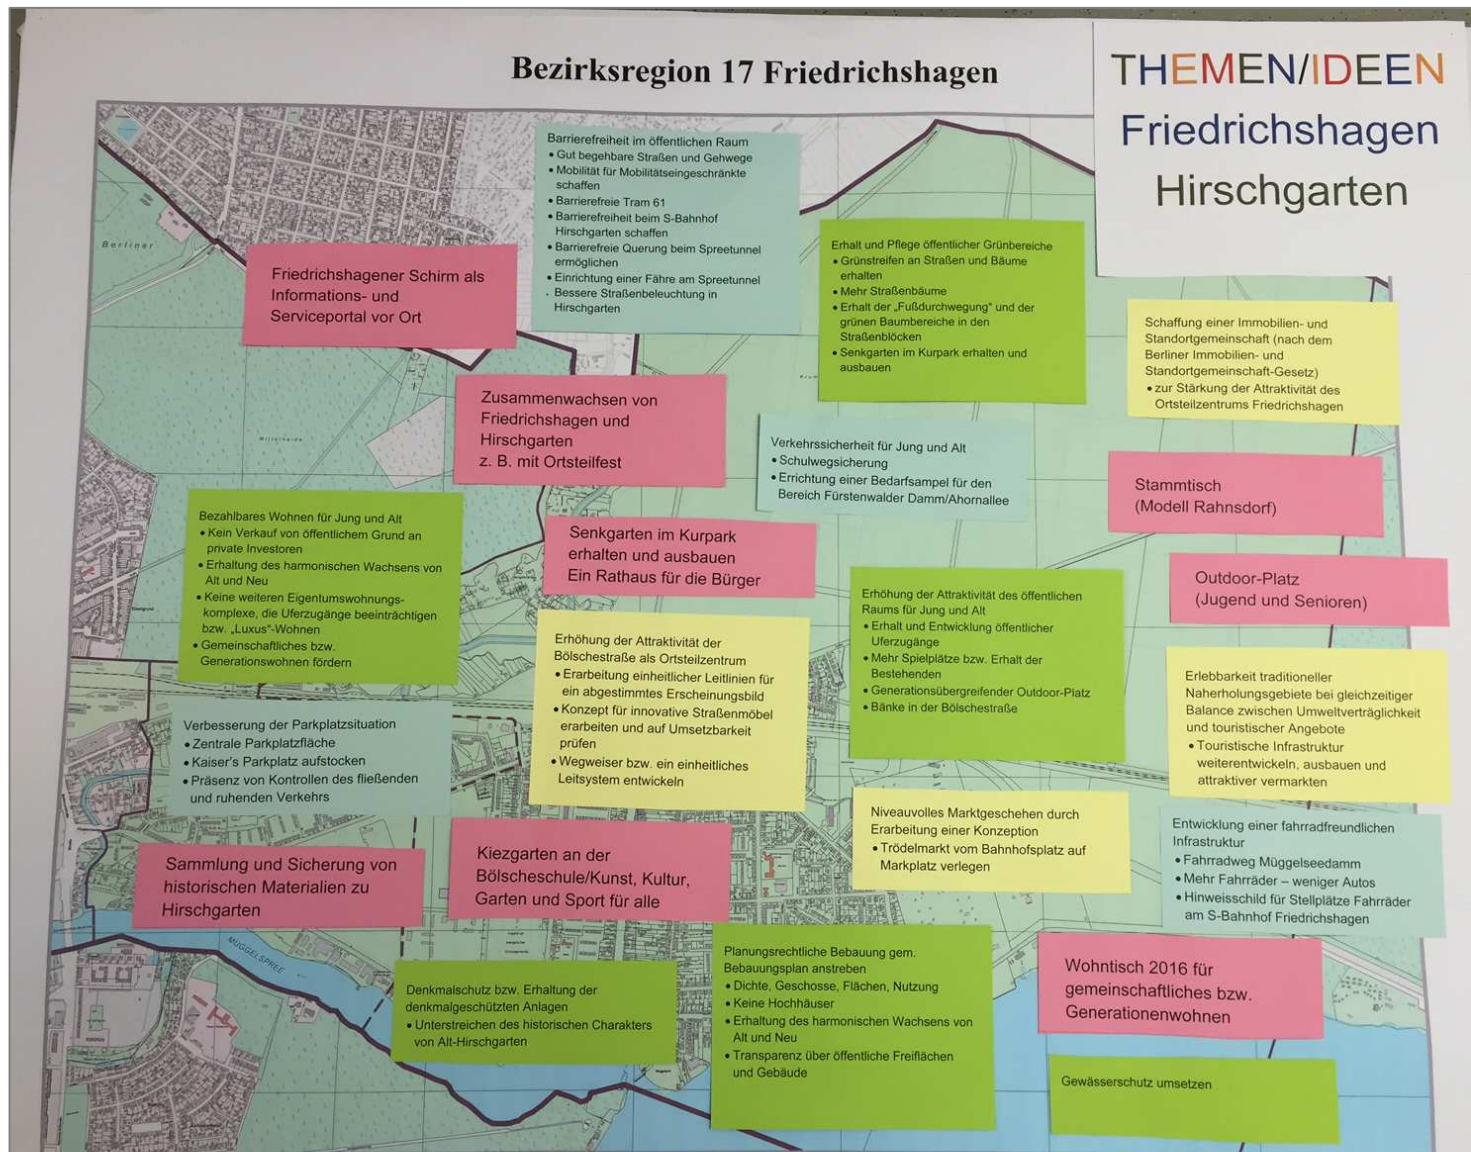 Bezirksregion 17 Friedrichshagen
THEMEN/IDEEN
Friedrichshagen
Hirschgarten
Berliner
Barrierefreiheit im öffentlichen Raum
• Gut begehbare Straßen und Gehwege
• Mobilität für Mobilitätseingeschränkte
schaffen
• Barrierefreie Tram 61
• Barrierefreiheit beim S-Bahnhof
Hirschgarten schaffen
• Barrierefreie Querung beim Spreetunnel
ermöglichen
• Einrichtung einer Fähre am Spreetunnel
. Bessere Straßenbeleuchtung in
Hirschgarten
Friedrichshagener Schirm als
Informations- und
Serviceportal vor Ort
Erhalt und Pflege öffentlicher Grünbereiche
• Grünstreifen an Straßen und Bäume
erhalten
• Mehr Straßenbäume
• Erhalt der „Fußdurchwegung" und der
grünen Baumbereiche in den
Straßenblöcken
• Senkgarten im Kurpark erhalten und
ausbauen
Schaffung einer Immobilien- und
Standortgemeinschaft (nach dem
Berliner Immobilien- und
Standortgemeinschaft-Gesetz)
• zur Stärkung der Attraktivität des
Ortsteilzentrums Friedrichshagen
Zusammenwachsen von
Friedrichshagen und
Hirschgarten
z. B. mit Ortsteilfest
Mittelheide
Verkehrssicherheit für Jung und Alt
• Schulwegsicherung
• Errichtung einer Bedarfsampel für den
Bereich Fürstenwalder Damm/Ahornallee
Stammtisch
(Modell Rahnsdorf)
Bezahlbares Wohnen für Jung und Alt
• Kein Verkauf von öffentlichem Grund an
private Investoren
• Erhaltung des harmonischen Wachsens von
Alt und Neu
• Keine weiteren Eigentumswohnungs-
komplexe, die Uferzugänge beeinträchtigen
bzw. „Luxus"-Wohnen
• Gemeinschaftliches bzw.
Generationswohnen fördern
Senkgarten im Kurpark
erhalten und ausbauen
Ein Rathaus für die Bürger
Outdoor-Platz
(Jugend und Senioren)
Erhöhung der Attraktivität des öffentlichen
Raums für Jung und Alt
• Erhalt und Entwicklung öffentlicher
Uferzugänge
• Mehr Spielplätze bzw. Erhalt der
Bestehenden
• Generationsübergreifender Outdoor-Platz
• Bänke in der Bölschestraße
Erhöhung der Attraktivität der
Bölschestraße als Ortsteilzentrum
• Erarbeitung einheitlicher Leitlinien für
ein abgestimmtes Erscheinungsbild
• Konzept für innovative Straßenmöbel
erarbeiten und auf Umsetzbarkeit
prüfen
• Wegweiser bzw. ein einheitliches
Leitsystem entwickeln
Erlebbarkeit traditioneller
Naherholungsgebiete bei gleichzeitiger
Balance zwischen Umweltverträglichkeit
und touristischer Angebote
• Touristische Infrastruktur
weiterentwickeln, ausbauen und
attraktiver vermarkten
Verbesserung der Parkplatzsituation
• Zentrale Parkplatzfläche
• Kaiser's Parkplatz aufstocken
• Präsenz von Kontrollen des fließenden
und ruhenden Verkehrs
Niveauvolles Marktgeschehen durch
Erarbeitung einer Konzeption
• Trödelmarkt vom Bahnhofsplatz auf
Markplatz verlegen
Entwicklung einer fahrradfreundlichen
Infrastruktur
• Fahrradweg Müggelseedamm
• Mehr Fahrräder – weniger Autos
• Hinweisschild für Stellplätze Fahrräder
am S-Bahnhof Friedrichshagen
Sammlung und Sicherung von
historischen Materialien zu
Hirschgarten
Kiezgarten an der
Bölscheschule/Kunst, Kultur,
Garten und Sport für alle
MÜGGELSPREE
Denkmalschutz bzw. Erhaltung der
denkmalgeschützten Anlagen
• Unterstreichen des historischen Charakters
von Alt-Hirschgarten
Planungsrechtliche Bebauung gem.
Bebauungsplan anstreben
• Dichte, Geschosse, Flächen, Nutzung
• Keine Hochhäuser
• Erhaltung des harmonischen Wachsens von
Alt und Neu
• Transparenz über öffentliche Freiflächen
und Gebäude
Wohntisch 2016 für
gemeinschaftliches bzw.
Generationenwohnen
Gewässerschutz umsetzen